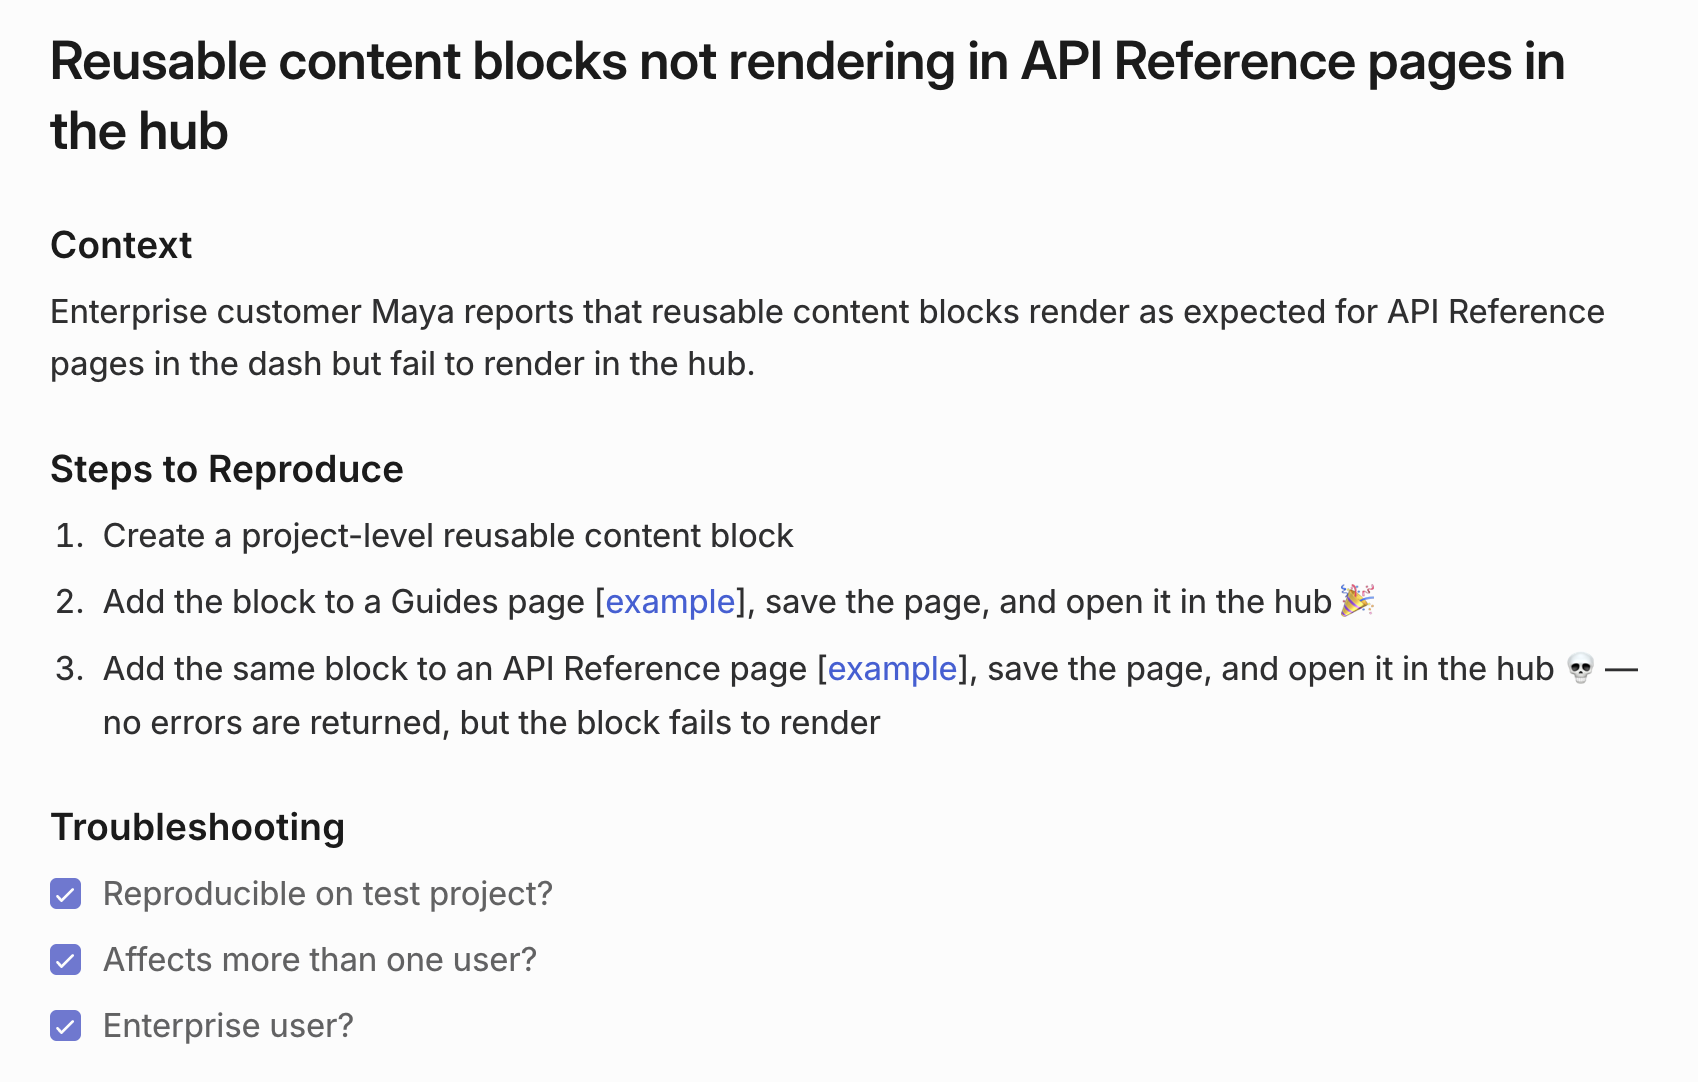 Reusable content blocks not rendering in API Reference pages in
the hub
Context
Enterprise customer Maya reports that reusable content blocks render as expected for API Reference
pages in the dash but fail to render in the hub.
Steps to Reproduce
1. Create a project-level reusable content block
2. Add the block to a Guides page [example], save the page, and open it in the hub 🎉
3. Add the same block to an API Reference page [example], save the page, and open it in the hub 💀 —
no errors are returned, but the block fails to render
Troubleshooting
Reproducible on test project?
Affects more than one user?
Enterprise user?